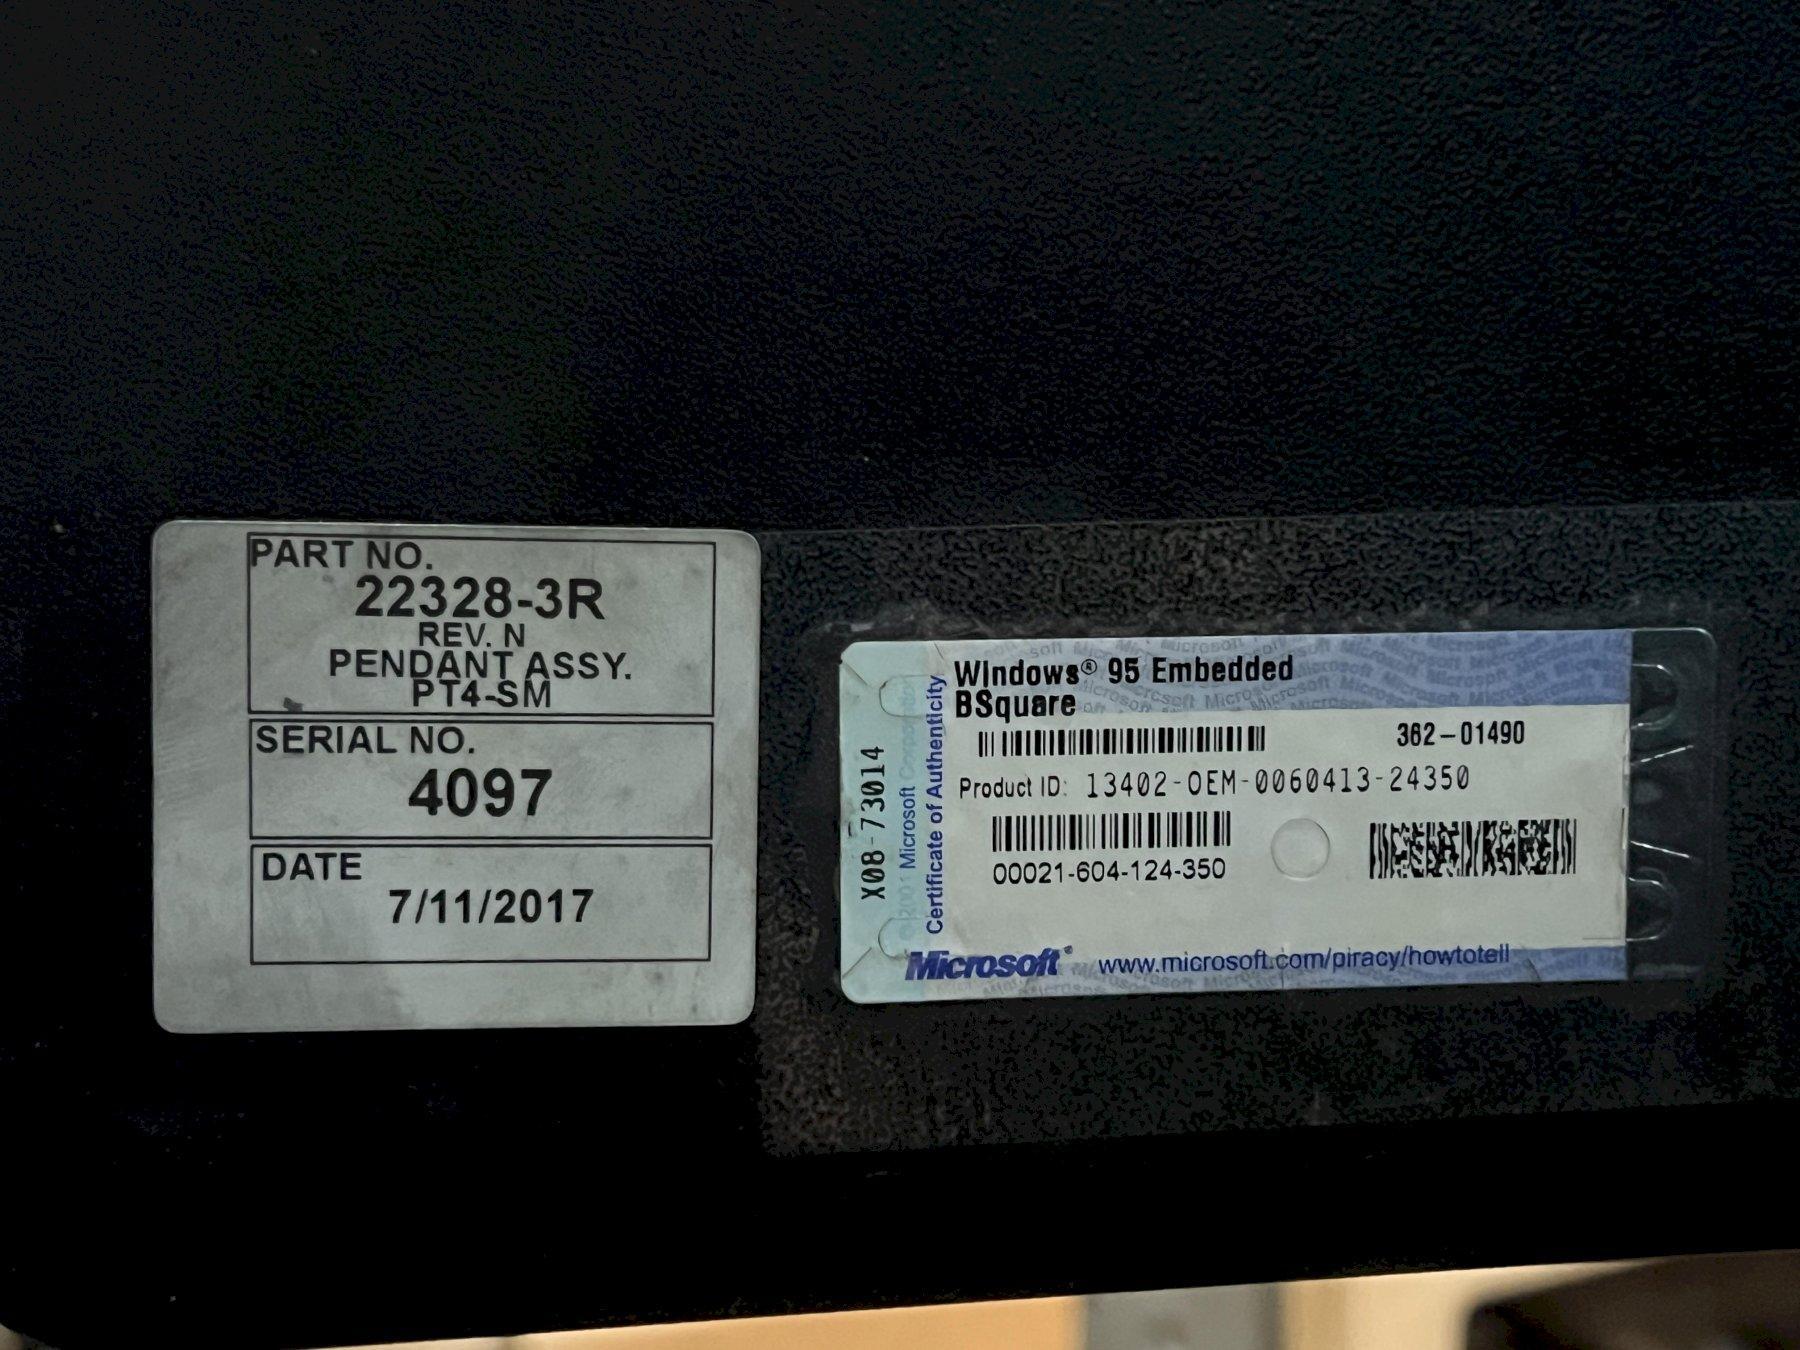 PART NO.
22328-3R
REV. N
PENDANT ASSY.
PT4-SM
SERIAL NO.
4097
DATE
7/11/2017
X08-73014
Microsoft Corporation
Certificate of Authenticity
WIndows® 95 Embedded
BSquare
362-01490
Product ID: 13402-OEM-0060413-24350
00021-604-124-350
Microsoft® www.microsoft.com/piracy/howtotell